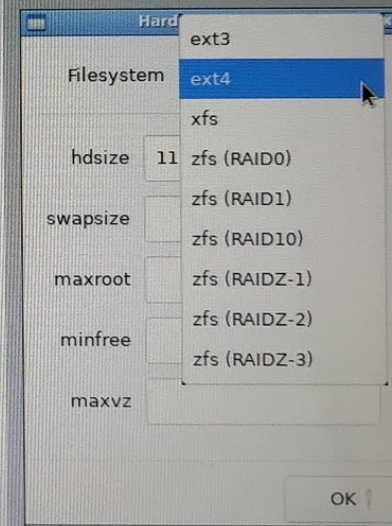 Hard
ext3
Filesystem
ext4
xfs
hdsize 11
zfs (RAID0)
zfs (RAID1)
swapsize
zfs (RAID10)
maxroot
zfs (RAIDZ-1)
minfree
zfs (RAIDZ-2)
zfs (RAIDZ-3)
maxvz
OK